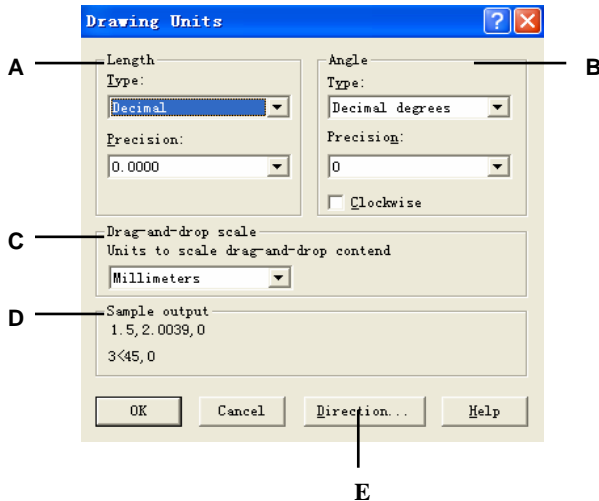 Drawing Units
A
Length
Type:
Decimal
Precision:
0.0000
B
Angle
Type:
Decimal degrees
Precision:
0
Clockwise
C
Drag-and-drop scale
Units to scale drag-and-drop contend
Millimeters
D
Sample output
1.5,2.0039,0
3<45,0
OK
Cancel
Direction...
Help
E